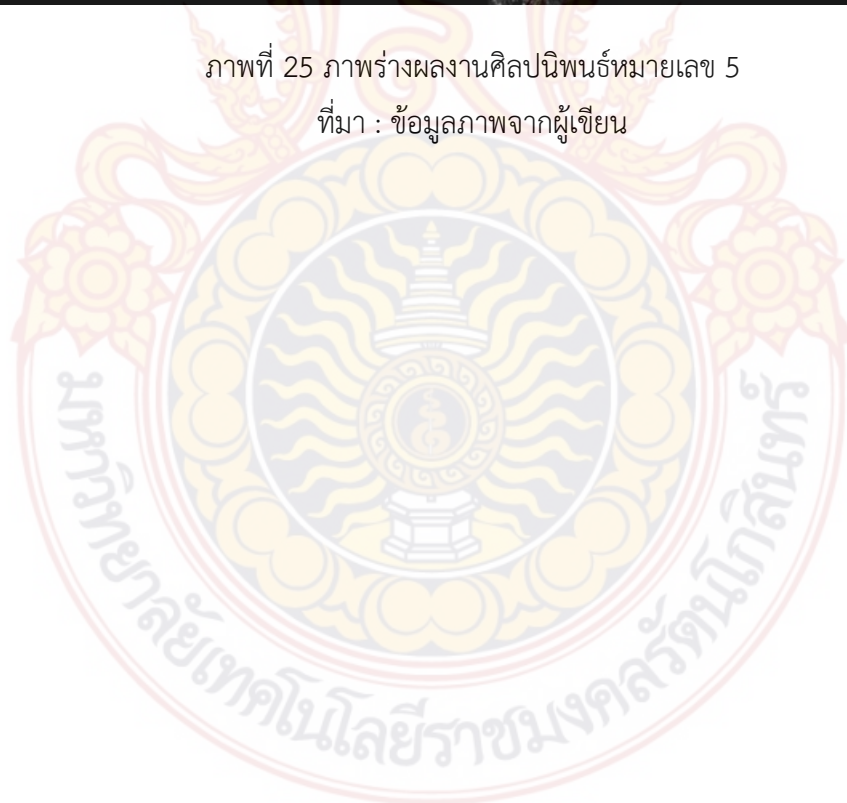 ภาพที่ 25 ภาพร่างผลงานศิลปนิพนธ์หมายเลข 5
ที่มา : ข้อมูลภาพจากผู้เขียน
มหาวิทยาลัยเทคโนโลยีราชมงคลรัตนโกสินทร์